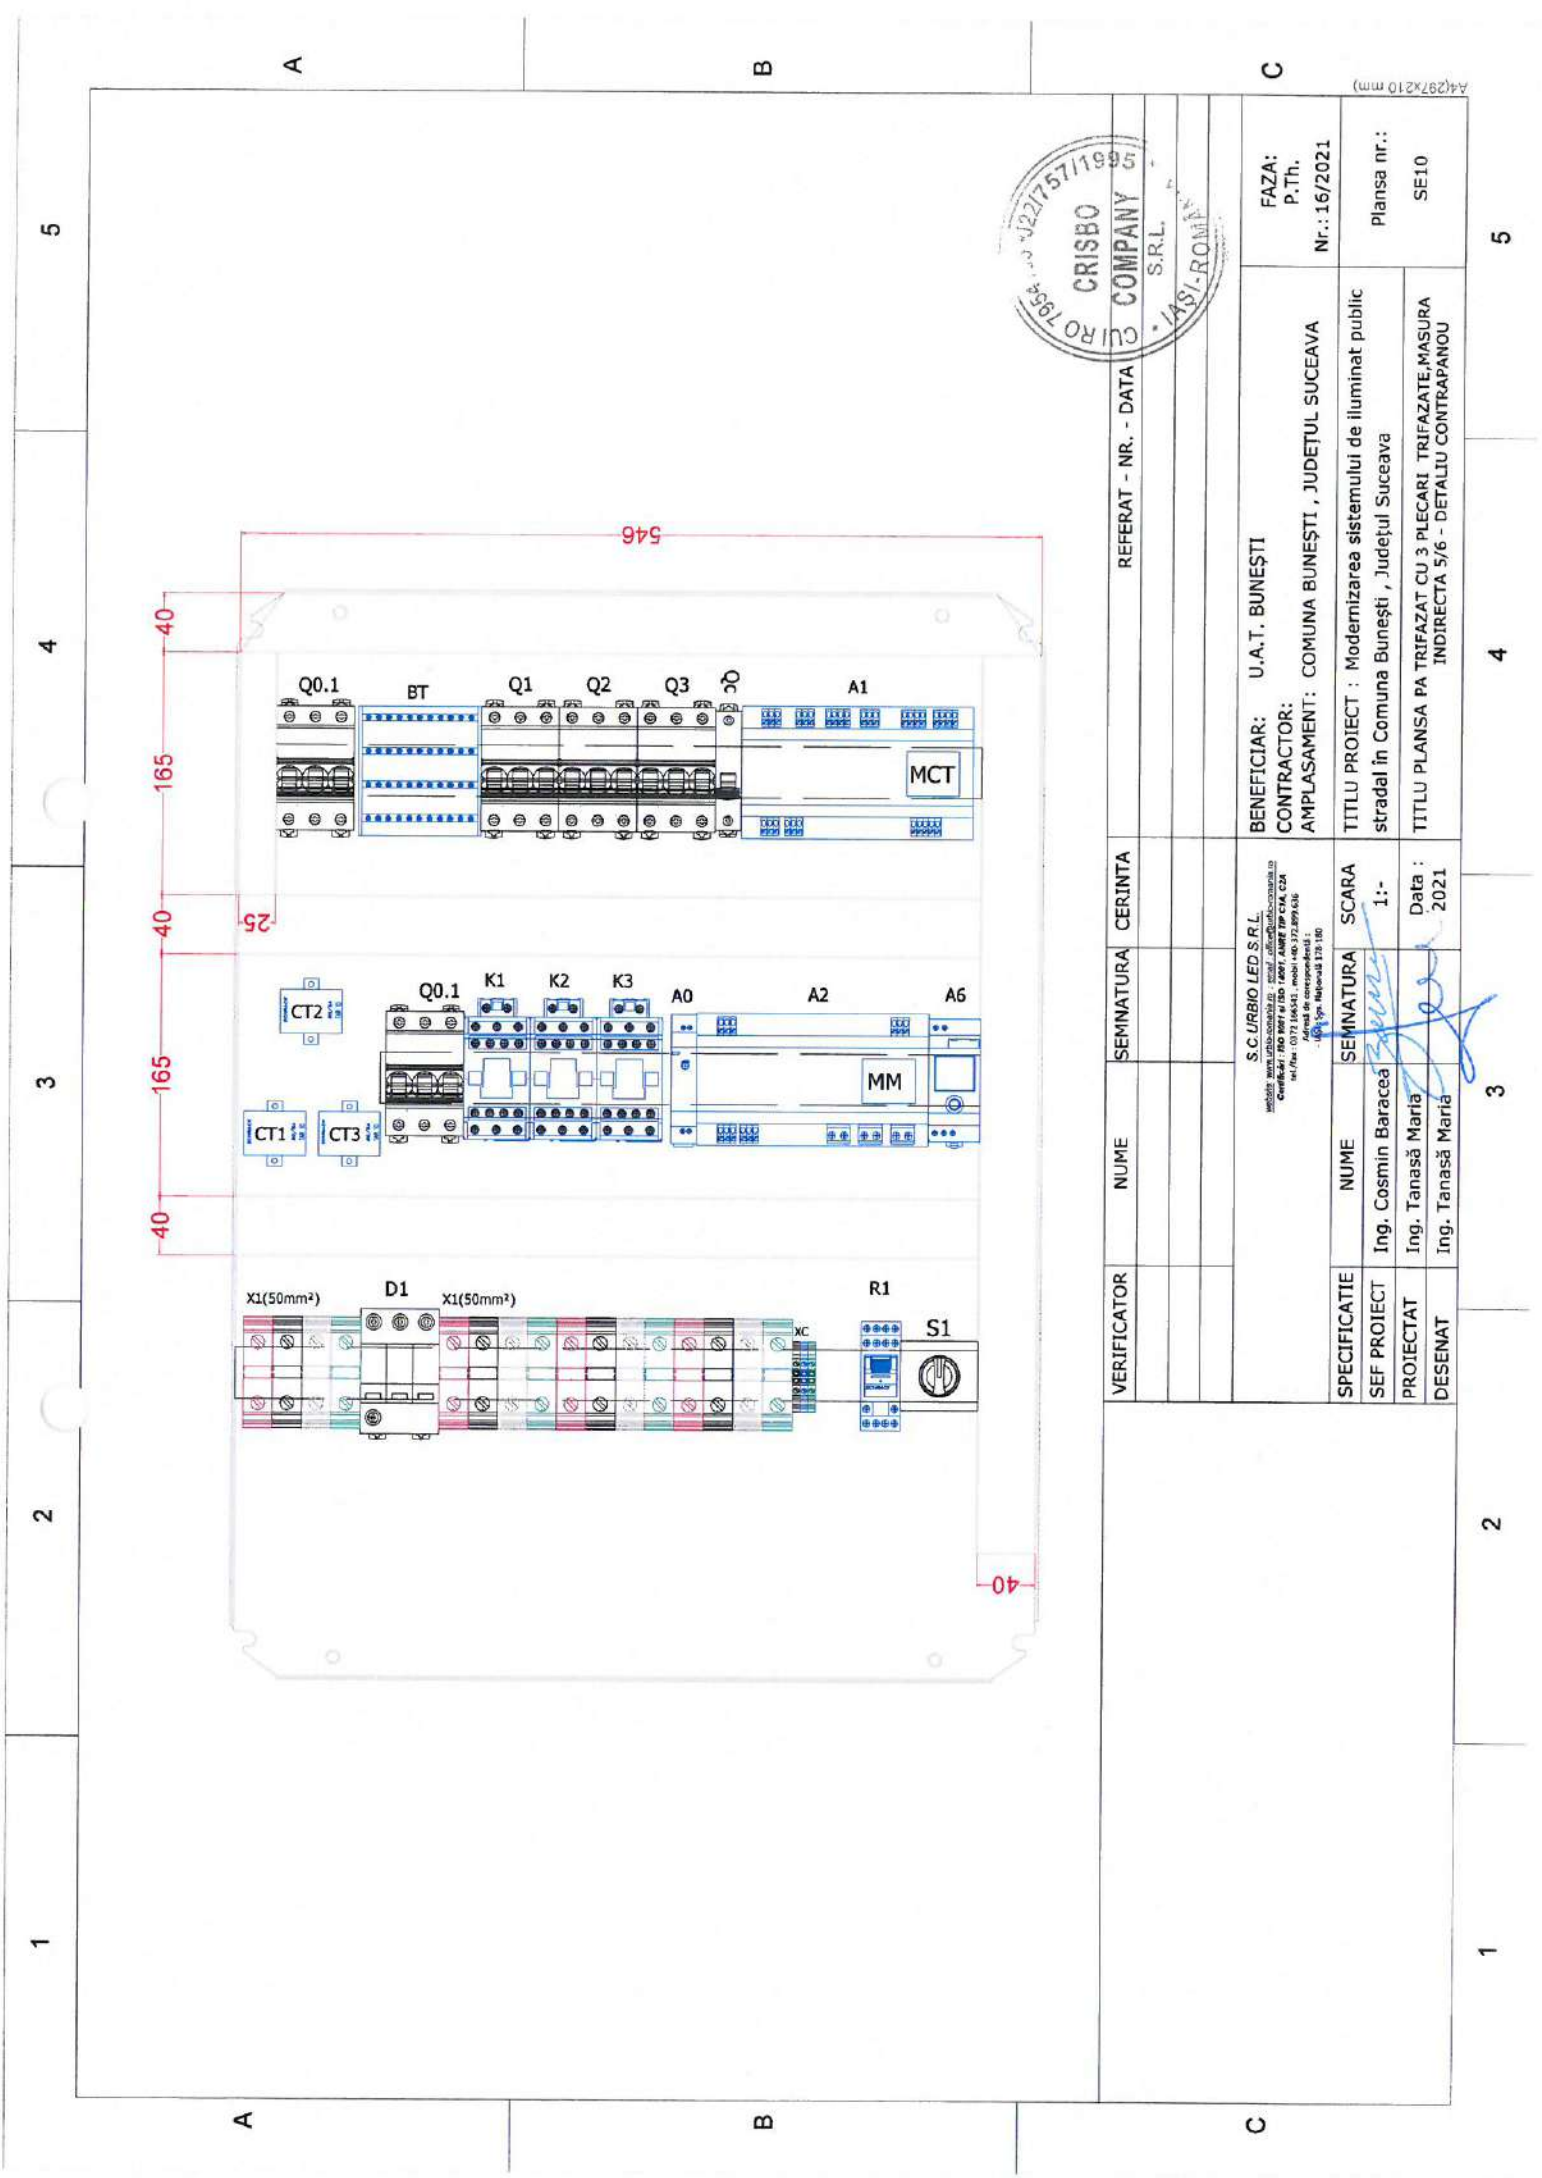 1
2
3
4
5
A
B
C
A4(297x210 mm)
40
165
40
165
40
25
546
40
Q0.1
BT
Q1
Q2
Q3
A1
MCT
CT2
CT1
CT3
Q0.1
K1
K2
K3
A0
A2
A6
MM
X1(50mm²)
D1
X1(50mm²)
XC
R1
S1
CUI RO
J22/757/1995
CRISBO
COMPANY
S.R.L.
IAȘI-ROMÂNIA
VERIFICATOR NUME SEMNATURA CERINTA REFERAT - NR. - DATA
S.C. URBIO LED S.R.L.
BENEFICIAR: U.A.T. BUNEȘTI
CONTRACTOR:
AMPLASAMENT: COMUNA BUNEȘTI , JUDEȚUL SUCEAVA
FAZA:
P.Th.
Nr.: 16/2021
SPECIFICATIE NUME SEMNATURA SCARA
SEF PROIECT Ing. Cosmin Baracea 1:-
PROIECTAT Ing. Tanasă Maria Data :
DESENAT Ing. Tanasă Maria 2021
TITLU PROIECT : Modernizarea sistemului de iluminat public
stradal în Comuna Bunești , Județul Suceava
TITLU PLANSA PA TRIFAZAT CU 3 PLECARI TRIFAZATE,MASURA
INDIRECTA 5/6 - DETALIU CONTRAPANOU
Plansa nr.:
SE10
A
B
C
1
2
3
4
5